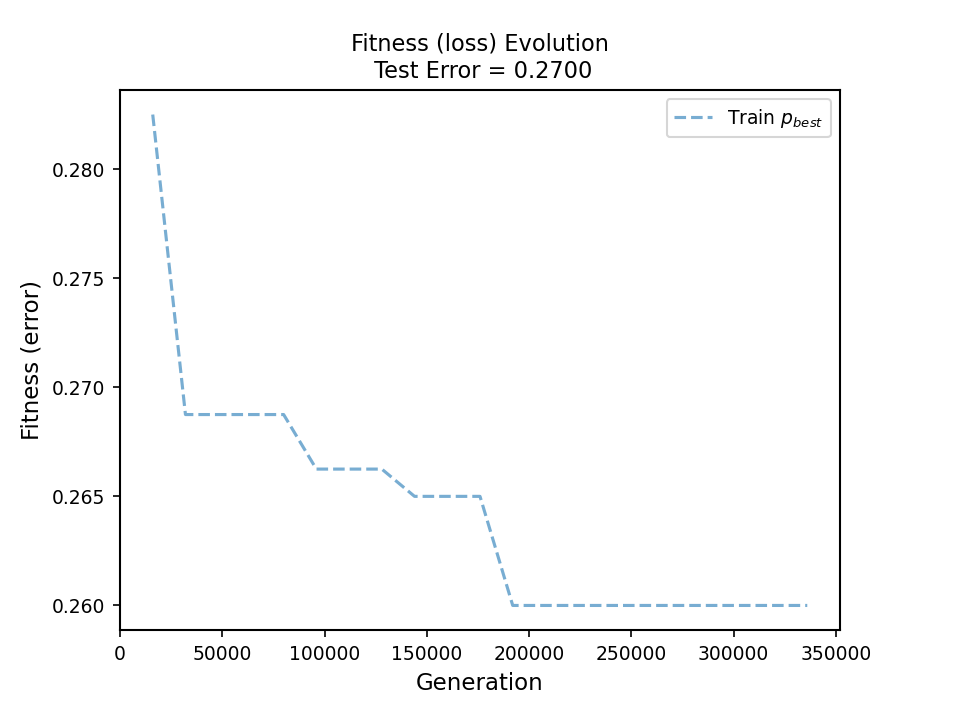 Fitness (loss) Evolution
Test Error = 0.2700
Train p_best
0.280
0.275
0.270
0.265
0.260
Fitness (error)
0 50000 100000 150000 200000 250000 300000 350000
Generation